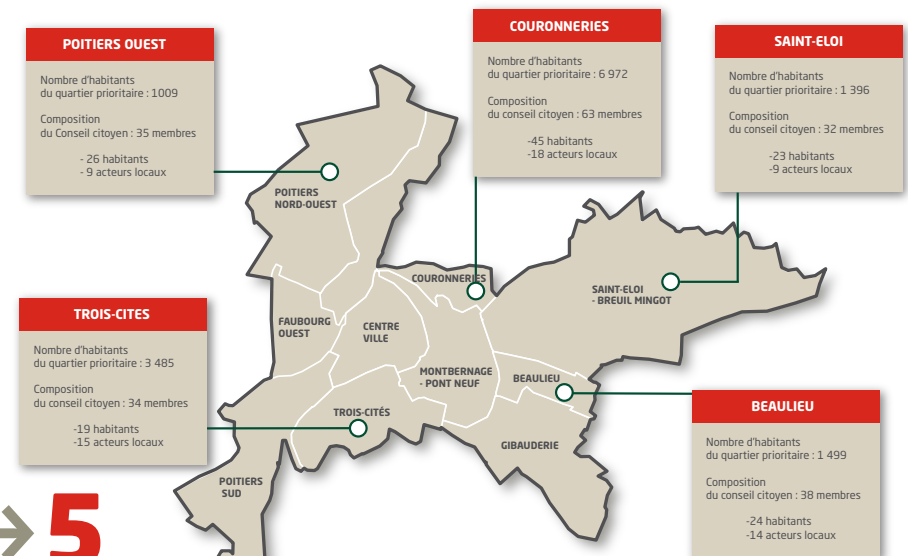 POITIERS OUEST
Nombre d'habitants
du quartier prioritaire : 1009
Composition
du Conseil citoyen : 35 membres
- 26 habitants
- 9 acteurs locaux
COURONNERIES
Nombre d'habitants
du quartier prioritaire : 6 972
Composition
du conseil citoyen : 63 membres
-45 habitants
-18 acteurs locaux
SAINT-ELOI
Nombre d'habitants
du quartier prioritaire : 1 396
Composition
du conseil citoyen : 32 membres
-23 habitants
-9 acteurs locaux
POITIERS
NORD-OUEST
COURONNERIES
SAINT-ELOI
- BREUIL MINGOT
FAUBOURG
OUEST
CENTRE
VILLE
MONTBERNAGE
- PONT NEUF
BEAULIEU
TROIS-CITÉS
GIBAUDERIE
POITIERS
SUD
TROIS-CITES
Nombre d'habitants
du quartier prioritaire : 3 485
Composition
du conseil citoyen : 34 membres
-19 habitants
-15 acteurs locaux
BEAULIEU
Nombre d'habitants
du quartier prioritaire : 1 499
Composition
du conseil citoyen : 38 membres
-24 habitants
-14 acteurs locaux
5